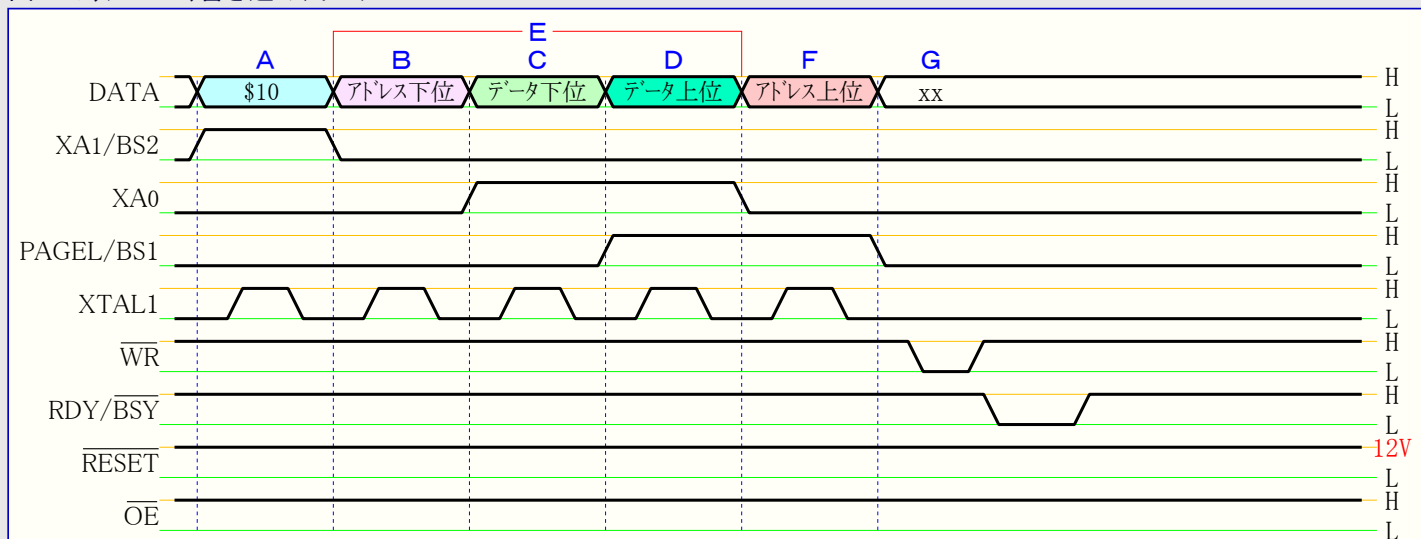 E
A B C D F G
DATA $10 アドレス下位 データ下位 データ上位 アドレス上位 xx H
L
XA1/BS2 H
L
XA0 H
L
PAGEL/BS1 H
L
XTAL1 H
L
WR H
L
RDY/BSY H
L
RESET 12V
L
OE H
L